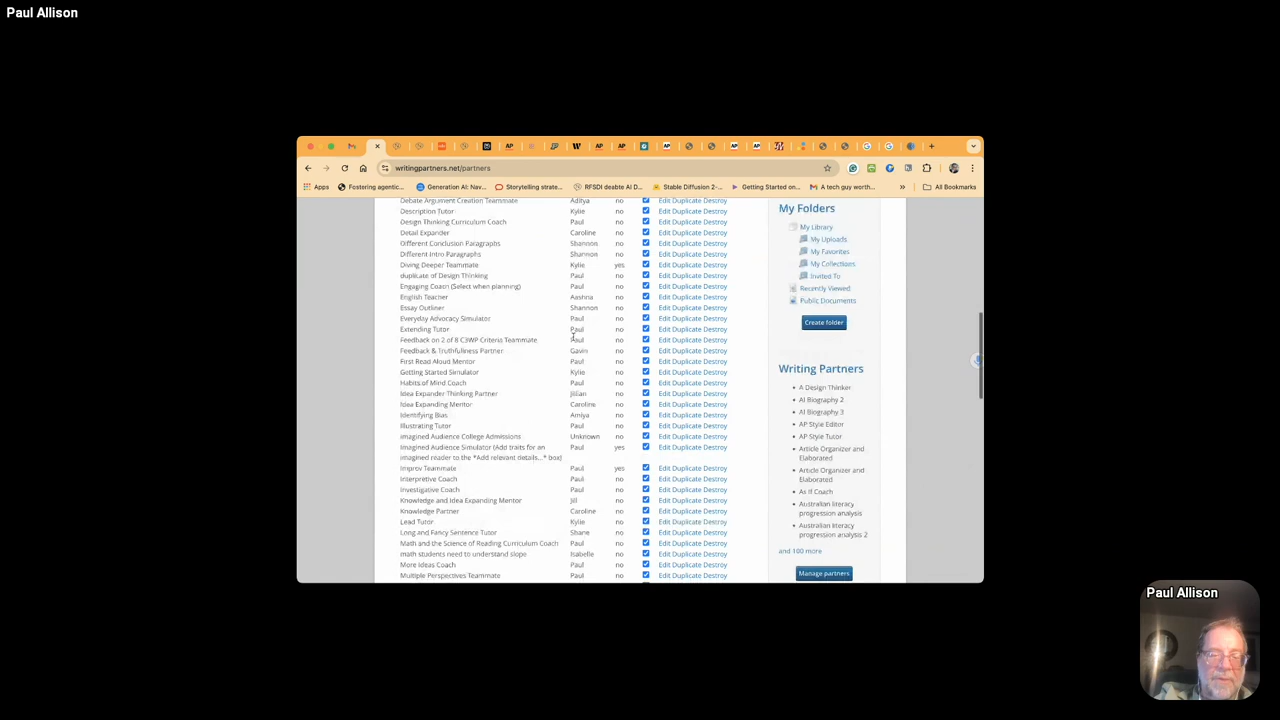 Paul Allison
writingpartners.net/partners
Apps Fostering agentic... Generation AI: Nav... Storytelling strate... RFSDI deabte AI D... Stable Diffusion 2-... Getting Started on... A tech guy worth... » All Bookmarks
Debate Argument Creation Teammate Aditya no Edit Duplicate Destroy
Description Tutor Kylie no Edit Duplicate Destroy
Design Thinking Curriculum Coach Paul no Edit Duplicate Destroy
Detail Expander Caroline no Edit Duplicate Destroy
Different Conclusion Paragraphs Shannon no Edit Duplicate Destroy
Different Intro Paragraphs Shannon no Edit Duplicate Destroy
Diving Deeper Teammate Kylie yes Edit Duplicate Destroy
duplicate of Design Thinking Paul no Edit Duplicate Destroy
Engaging Coach (Select when planning) Paul no Edit Duplicate Destroy
English Teacher Aashna no Edit Duplicate Destroy
Essay Outliner Shannon no Edit Duplicate Destroy
Everyday Advocacy Simulator Paul no Edit Duplicate Destroy
Extending Tutor Paul no Edit Duplicate Destroy
Feedback on 2 of 8 C3WP Criteria Teammate Paul no Edit Duplicate Destroy
Feedback & Truthfulness Partner Gavin no Edit Duplicate Destroy
First Read Aloud Mentor Paul no Edit Duplicate Destroy
Getting Started Simulator Kylie no Edit Duplicate Destroy
Habits of Mind Coach Paul no Edit Duplicate Destroy
Idea Expander Thinking Partner Jillian no Edit Duplicate Destroy
Idea Expanding Mentor Caroline no Edit Duplicate Destroy
Identifying Bias Amiya no Edit Duplicate Destroy
Illustrating Tutor Paul no Edit Duplicate Destroy
imagined Audience College Admissions Unknown no Edit Duplicate Destroy
Imagined Audience Simulator (Add traits for an Paul yes Edit Duplicate Destroy
imagined reader to the *Add relevant details...* box)
Improv Teammate Paul yes Edit Duplicate Destroy
Interpretive Coach Paul no Edit Duplicate Destroy
Investigative Coach Paul no Edit Duplicate Destroy
Knowledge and Idea Expanding Mentor Jill no Edit Duplicate Destroy
Knowledge Partner Caroline no Edit Duplicate Destroy
Lead Tutor Kylie no Edit Duplicate Destroy
Long and Fancy Sentence Tutor Shane no Edit Duplicate Destroy
Math and the Science of Reading Curriculum Coach Paul no Edit Duplicate Destroy
math students need to understand slope Isabelle no Edit Duplicate Destroy
More Ideas Coach Paul no Edit Duplicate Destroy
Multiple Perspectives Teammate Paul no Edit Duplicate Destroy
My Folders
My Library
My Uploads
My Favorites
My Collections
Invited To
Recently Viewed
Public Documents
Create folder
Writing Partners
• A Design Thinker
• AI Biography 2
• AI Biography 3
• AP Style Editor
• AP Style Tutor
• Article Organizer and
Elaborated
• Article Organizer and
Elaborated
• As If Coach
• Australian literacy
progression analysis
• Australian literacy
progression analysis 2
and 100 more
Manage partners
Paul Allison